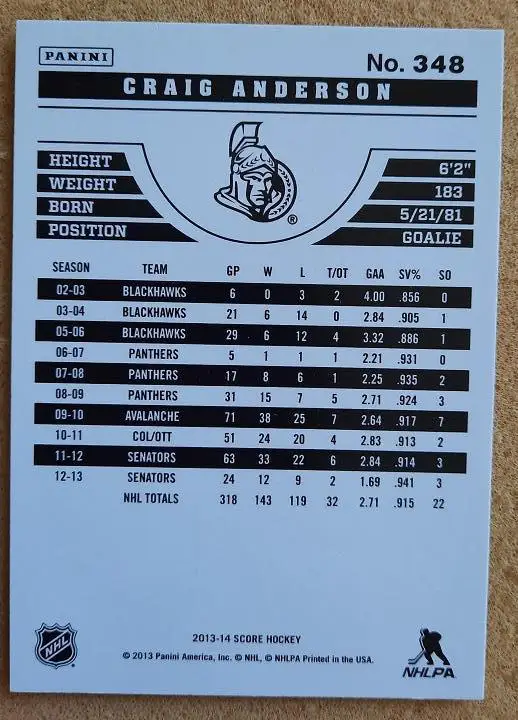 PANINI
No. 348
CRAIG ANDERSON
HEIGHT 6'2"
WEIGHT 183
BORN 5/21/81
POSITION GOALIE
®
SEASON TEAM GP W L T/OT GAA SV% SO
02-03 BLACKHAWKS 6 0 3 2 4.00 .856 0
03-04 BLACKHAWKS 21 6 14 0 2.84 .905 1
05-06 BLACKHAWKS 29 6 12 4 3.32 .886 1
06-07 PANTHERS 5 1 1 1 2.21 .931 0
07-08 PANTHERS 17 8 6 1 2.25 .935 2
08-09 PANTHERS 31 15 7 5 2.71 .924 3
09-10 AVALANCHE 71 38 25 7 2.64 .917 7
10-11 COL/OTT 51 24 20 4 2.83 .913 2
11-12 SENATORS 63 33 22 6 2.84 .914 3
12-13 SENATORS 24 12 9 2 1.69 .941 3
NHL TOTALS 318 143 119 32 2.71 .915 22
NHL
2013-14 SCORE HOCKEY
© 2013 Panini America, Inc. © NHL, © NHLPA Printed in the USA.
NHLPA